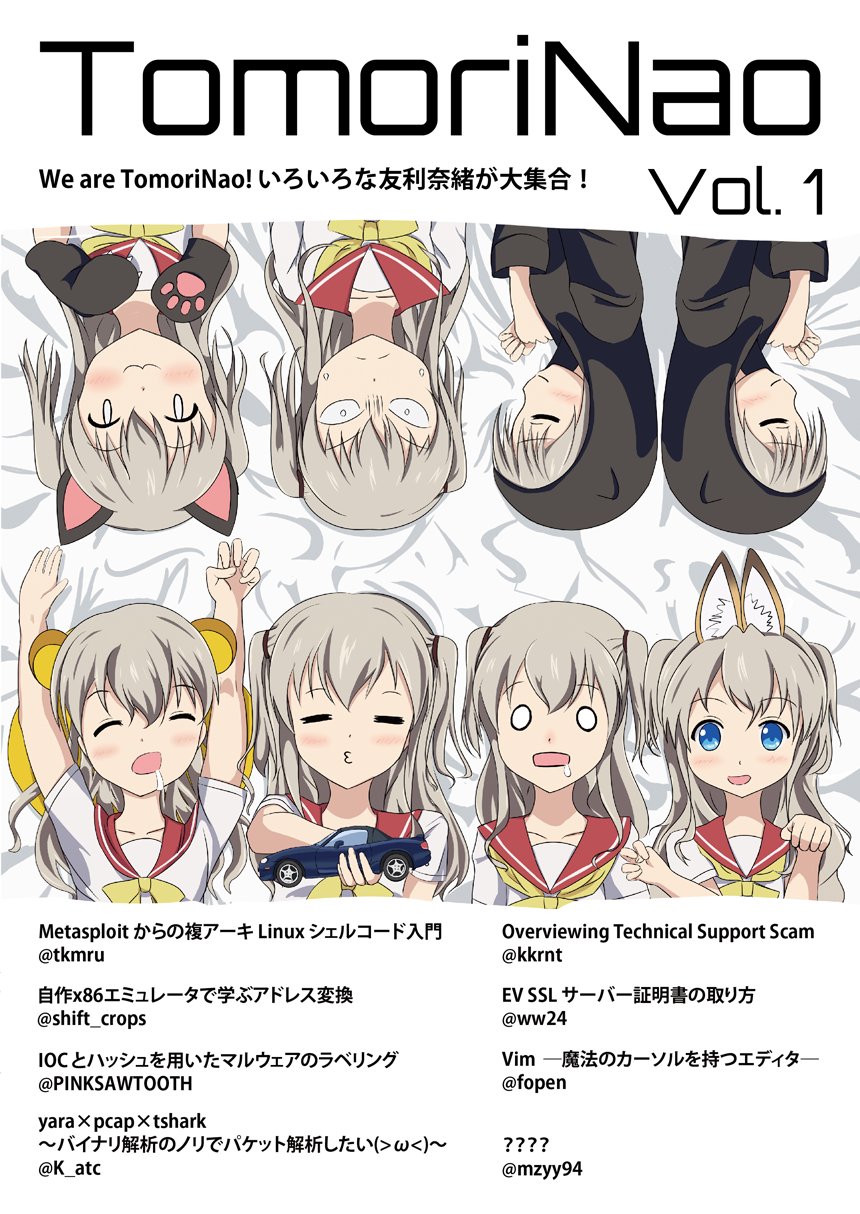 TomoriNao
We are TomoriNao! いろいろな友利奈緒が大集合！
Vol. 1
Metasploit からの複アーキ Linux シェルコード入門
@tkmru
自作x86エミュレータで学ぶアドレス変換
@shift_crops
IOC とハッシュを用いたマルウェアのラベリング
@PINKSAWTOOTH
yara×pcap×tshark
～バイナリ解析のノリでパケット解析したい(>ω<)～
@K_atc
Overviewing Technical Support Scam
@kkrnt
EV SSL サーバー証明書の取り方
@ww24
Vim ―魔法のカーソルを持つエディタ―
@fopen
？？？？
@mzyy94